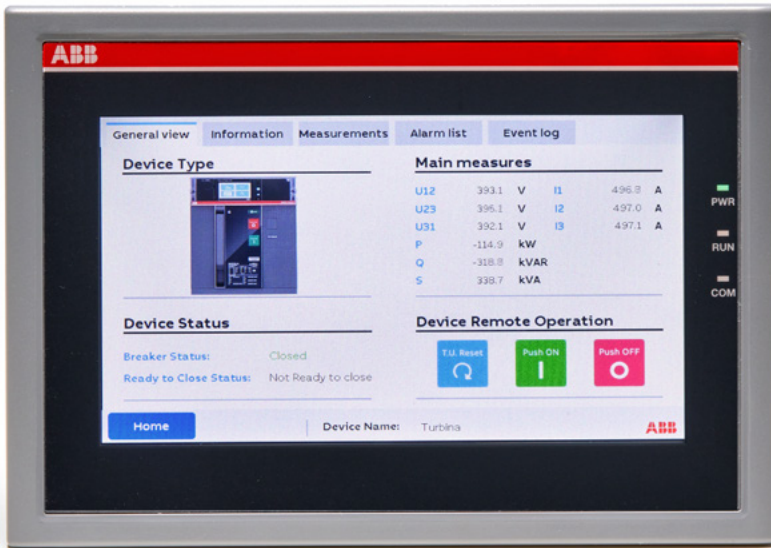 ABB
General view Information Measurements Alarm list Event log
Device Type
Main measures
U12 393.1 V I1 496.8 A
U23 395.1 V I2 497.0 A
U31 392.1 V I3 497.1 A
P -114.9 kW
Q -318.8 kVAR
S 338.7 kVA
PWR
RUN
COM
Device Status
Breaker Status: Closed
Ready to Close Status: Not Ready to close
Device Remote Operation
T.U. Reset Push ON Push OFF
Home Device Name: Turbina ABB